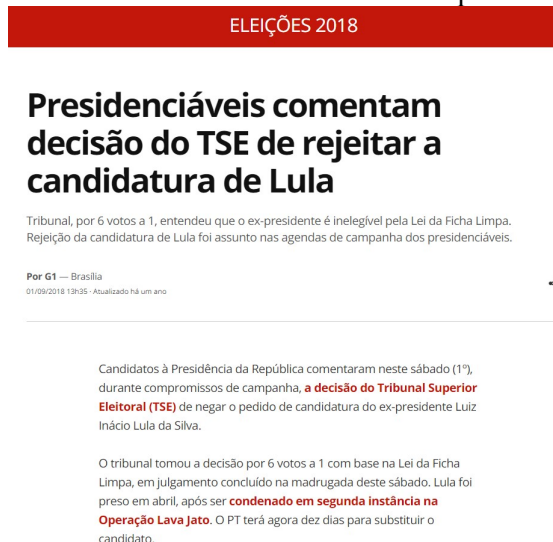 ELEIÇÕES 2018
Presidenciáveis comentam
decisão do TSE de rejeitar a
candidatura de Lula
Tribunal, por 6 votos a 1, entendeu que o ex-presidente é inelegível pela Lei da Ficha Limpa.
Rejeição da candidatura de Lula foi assunto nas agendas de campanha dos presidenciáveis.
Por G1 — Brasília
01/09/2018 13h35 · Atualizado há um ano
Candidatos à Presidência da República comentaram neste sábado (1º),
durante compromissos de campanha, a decisão do Tribunal Superior
Eleitoral (TSE) de negar o pedido de candidatura do ex-presidente Luiz
Inácio Lula da Silva.
O tribunal tomou a decisão por 6 votos a 1 com base na Lei da Ficha
Limpa, em julgamento concluído na madrugada deste sábado. Lula foi
preso em abril, após ser condenado em segunda instância na
Operação Lava Jato. O PT terá agora dez dias para substituir o
candidato.